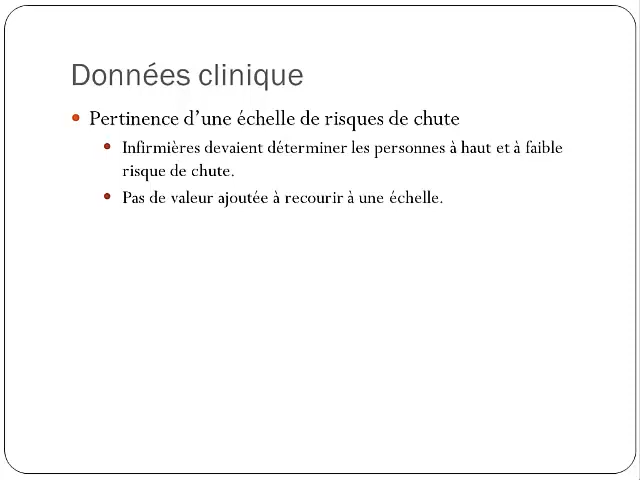 Données clinique
Pertinence d'une échelle de risques de chute
Infirmières devaient déterminer les personnes à haut et à faible
risque de chute.
Pas de valeur ajoutée à recourir à une échelle.